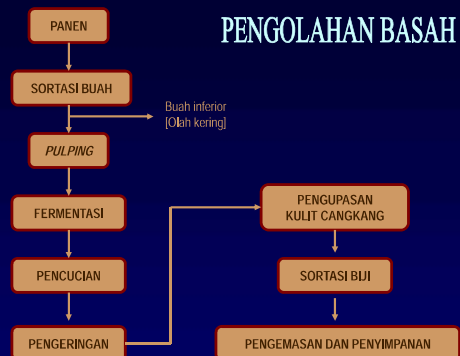 PENGOLAHAN BASAH
PANEN
SORTASI BUAH
Buah inferior
[Olah kering]
PULPING
FERMENTASI
PENCUCIAN
PENGERINGAN
PENGUPASAN
KULIT CANGKANG
SORTASI BIJI
PENGEMASAN DAN PENYIMPANAN